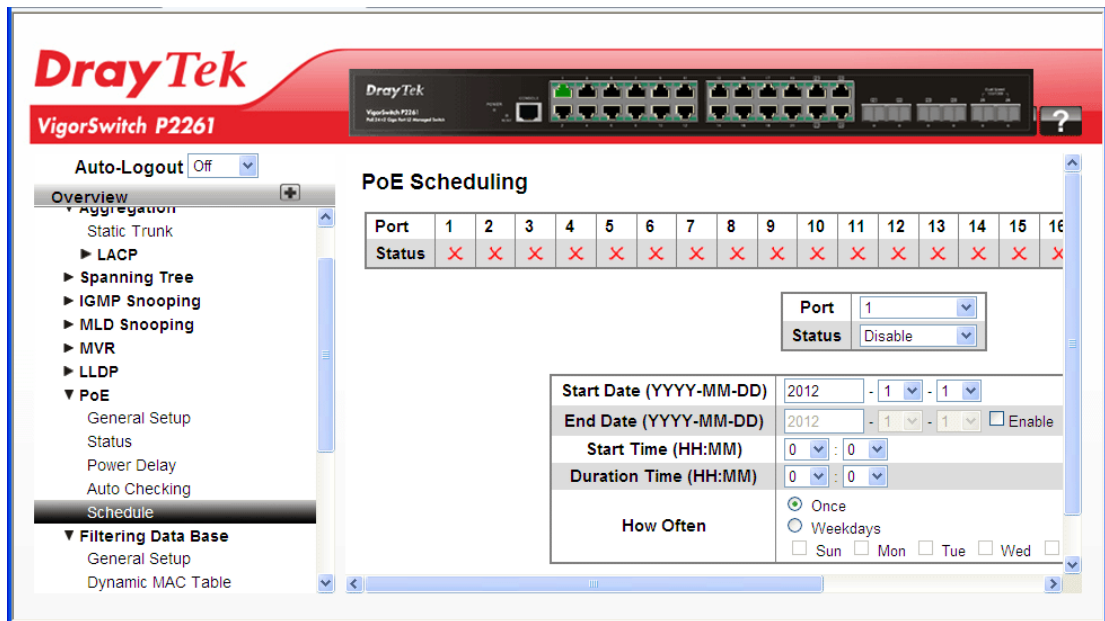 DrayTek
VigorSwitch P2261
DrayTek
VigorSwitch P2261
?
Auto-Logout Off
Overview
Aggregation
Static Trunk
LACP
Spanning Tree
IGMP Snooping
MLD Snooping
MVR
LLDP
PoE
General Setup
Status
Power Delay
Auto Checking
Schedule
Filtering Data Base
General Setup
Dynamic MAC Table
PoE Scheduling
Port 1 2 3 4 5 6 7 8 9 10 11 12 13 14 15 16
Status
Port 1
Status Disable
Start Date (YYYY-MM-DD) 2012 - 1 - 1
End Date (YYYY-MM-DD) 2012 - 1 - 1 Enable
Start Time (HH:MM) 0 : 0
Duration Time (HH:MM) 0 : 0
How Often
Once
Weekdays
Sun Mon Tue Wed